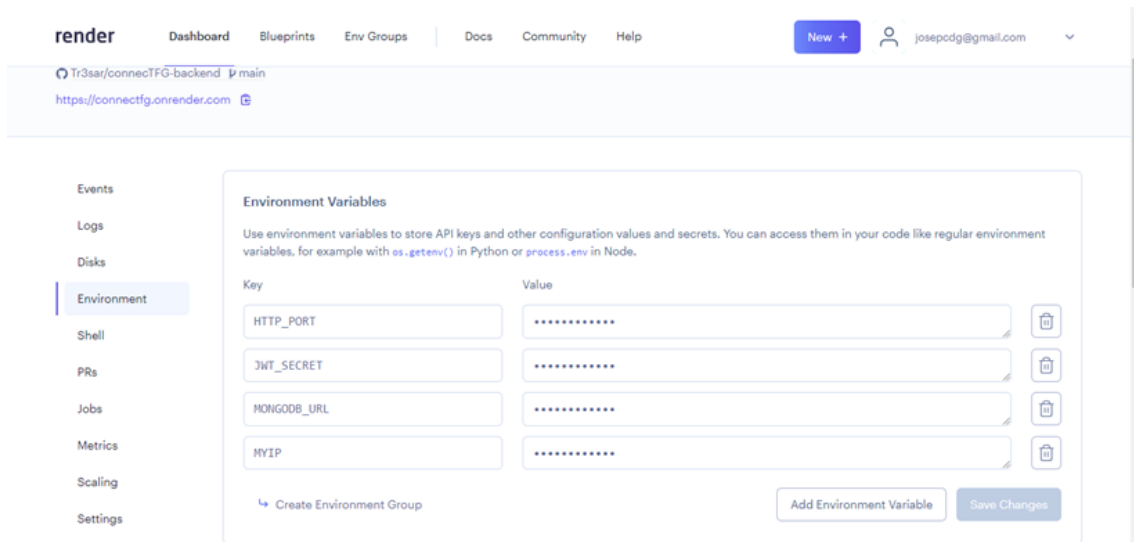 render Dashboard Blueprints Env Groups Docs Community Help New + josepcdg@gmail.com
Tr3sar/connecTFG-backend main
https://connectfg.onrender.com
Events
Logs
Disks
Environment
Shell
PRs
Jobs
Metrics
Scaling
Settings
Environment Variables
Use environment variables to store API keys and other configuration values and secrets. You can access them in your code like regular environment
variables, for example with os.getenv() in Python or process.env in Node.
Key Value
HTTP_PORT ••••••••••••
JWT_SECRET ••••••••••••
MONGODB_URL ••••••••••••
MYIP ••••••••••••
Create Environment Group Add Environment Variable Save Changes